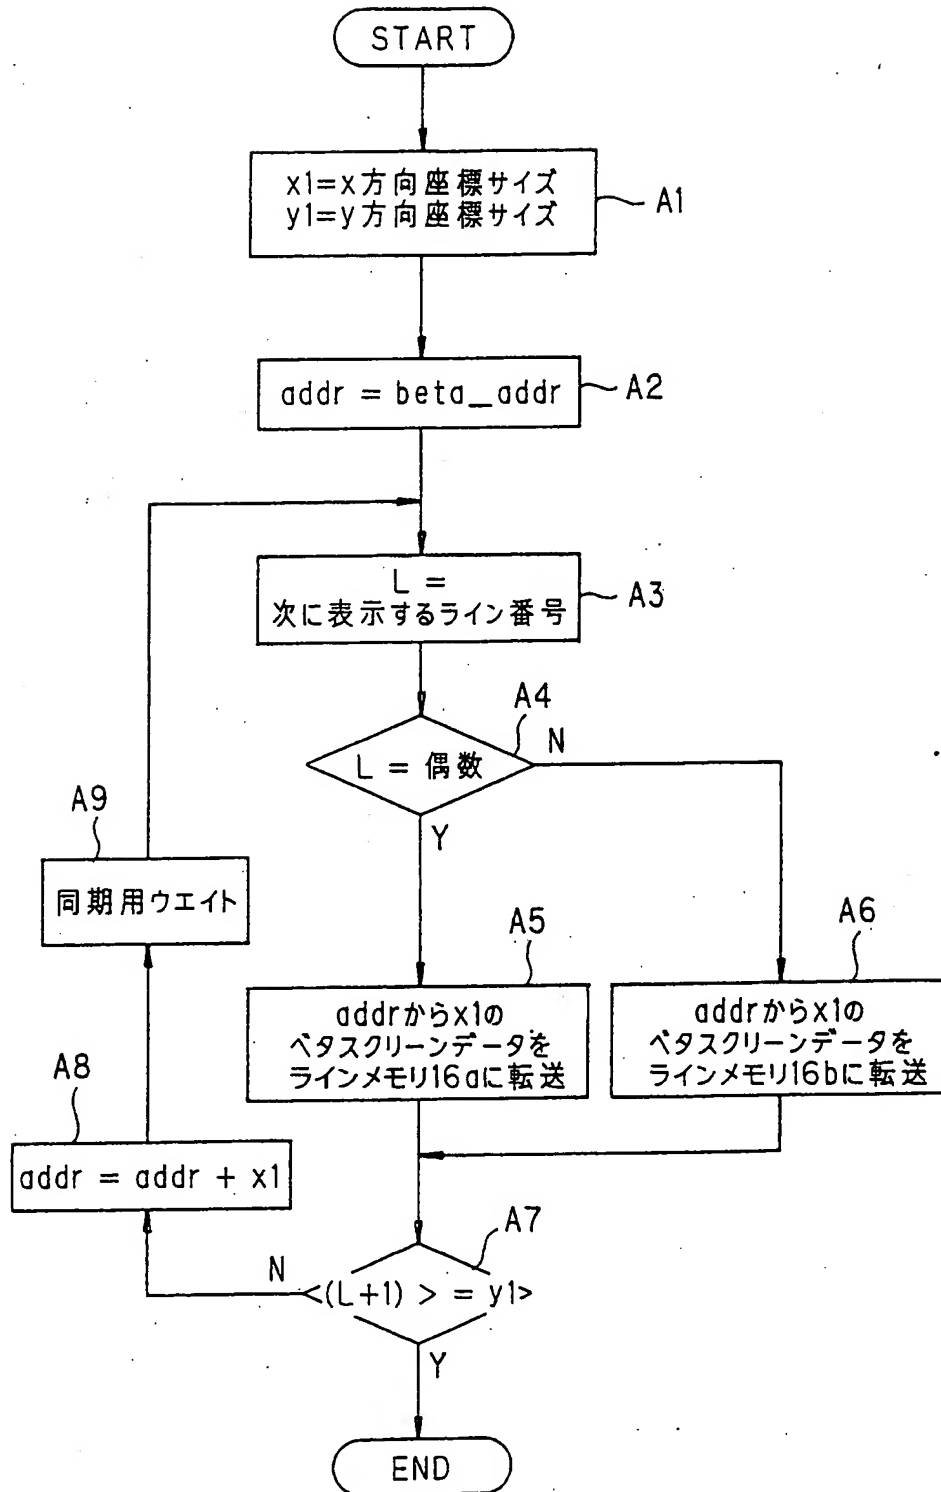 START
x1=x方向座標サイズ
y1=y方向座標サイズ
A1
addr = beta_addr
A2
L =
次に表示するライン番号
A3
A4
L = 偶数
N
Y
A9
同期用ウエイト
A5
addrからx1の
ベタスクリーンデータを
ラインメモリ16aに転送
A6
addrからx1の
ベタスクリーンデータを
ラインメモリ16bに転送
A8
addr = addr + x1
A7
(L+1) > = y1
N
Y
END